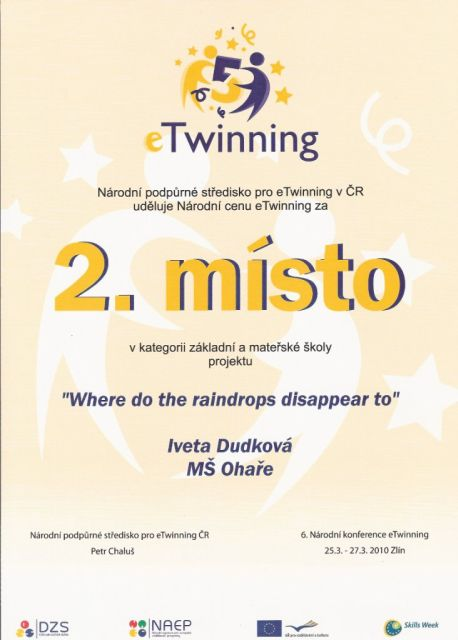 5
eTwinning
Národní podpůrné středisko pro eTwinning v ČR
uděluje Národní cenu eTwinning za
2. místo
v kategorii základní a mateřské školy
projektu
"Where do the raindrops disappear to"
Iveta Dudková
MŠ Ohaře
Národní podpůrné středisko pro eTwinning ČR
Petr Chaluš
6. Národní konference eTwinning
25.3. - 27.3. 2010 Zlín
DZS
NAEP
Skills Week